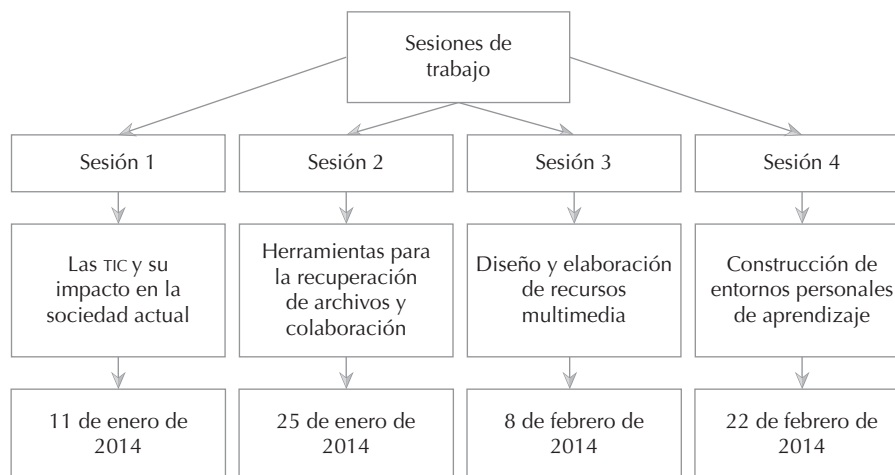 Sesiones de
trabajo
Sesión 1
Sesión 2
Sesión 3
Sesión 4
Las TIC y su
impacto en la
sociedad actual
Herramientas para
la recuperación
de archivos y
colaboración
Diseño y elaboración
de recursos
multimedia
Construcción de
entornos personales
de aprendizaje
11 de enero de
2014
25 de enero de
2014
8 de febrero de
2014
22 de febrero de
2014